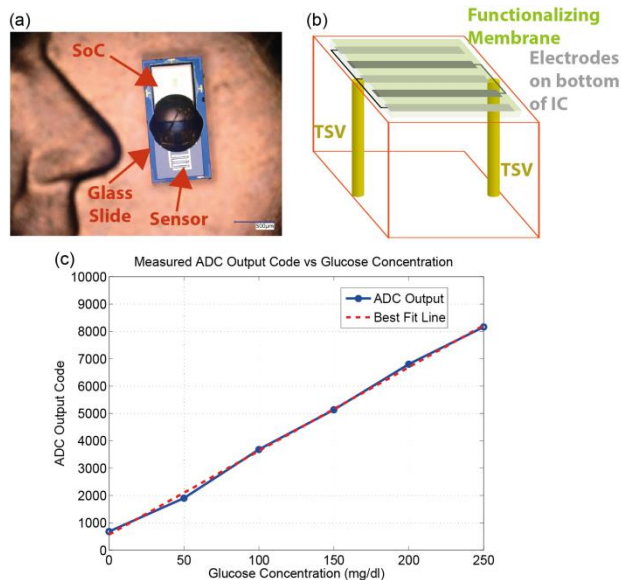 (a)
SoC
Glass
Slide
Sensor
500µm
(b)
Functionalizing
Membrane
Electrodes
on bottom
of IC
TSV
TSV
(c)
Measured ADC Output Code vs Glucose Concentration
ADC Output
Best Fit Line
ADC Output Code
10000
9000
8000
7000
6000
5000
4000
3000
2000
1000
0
0 50 100 150 200 250
Glucose Concentration (mg/dl)